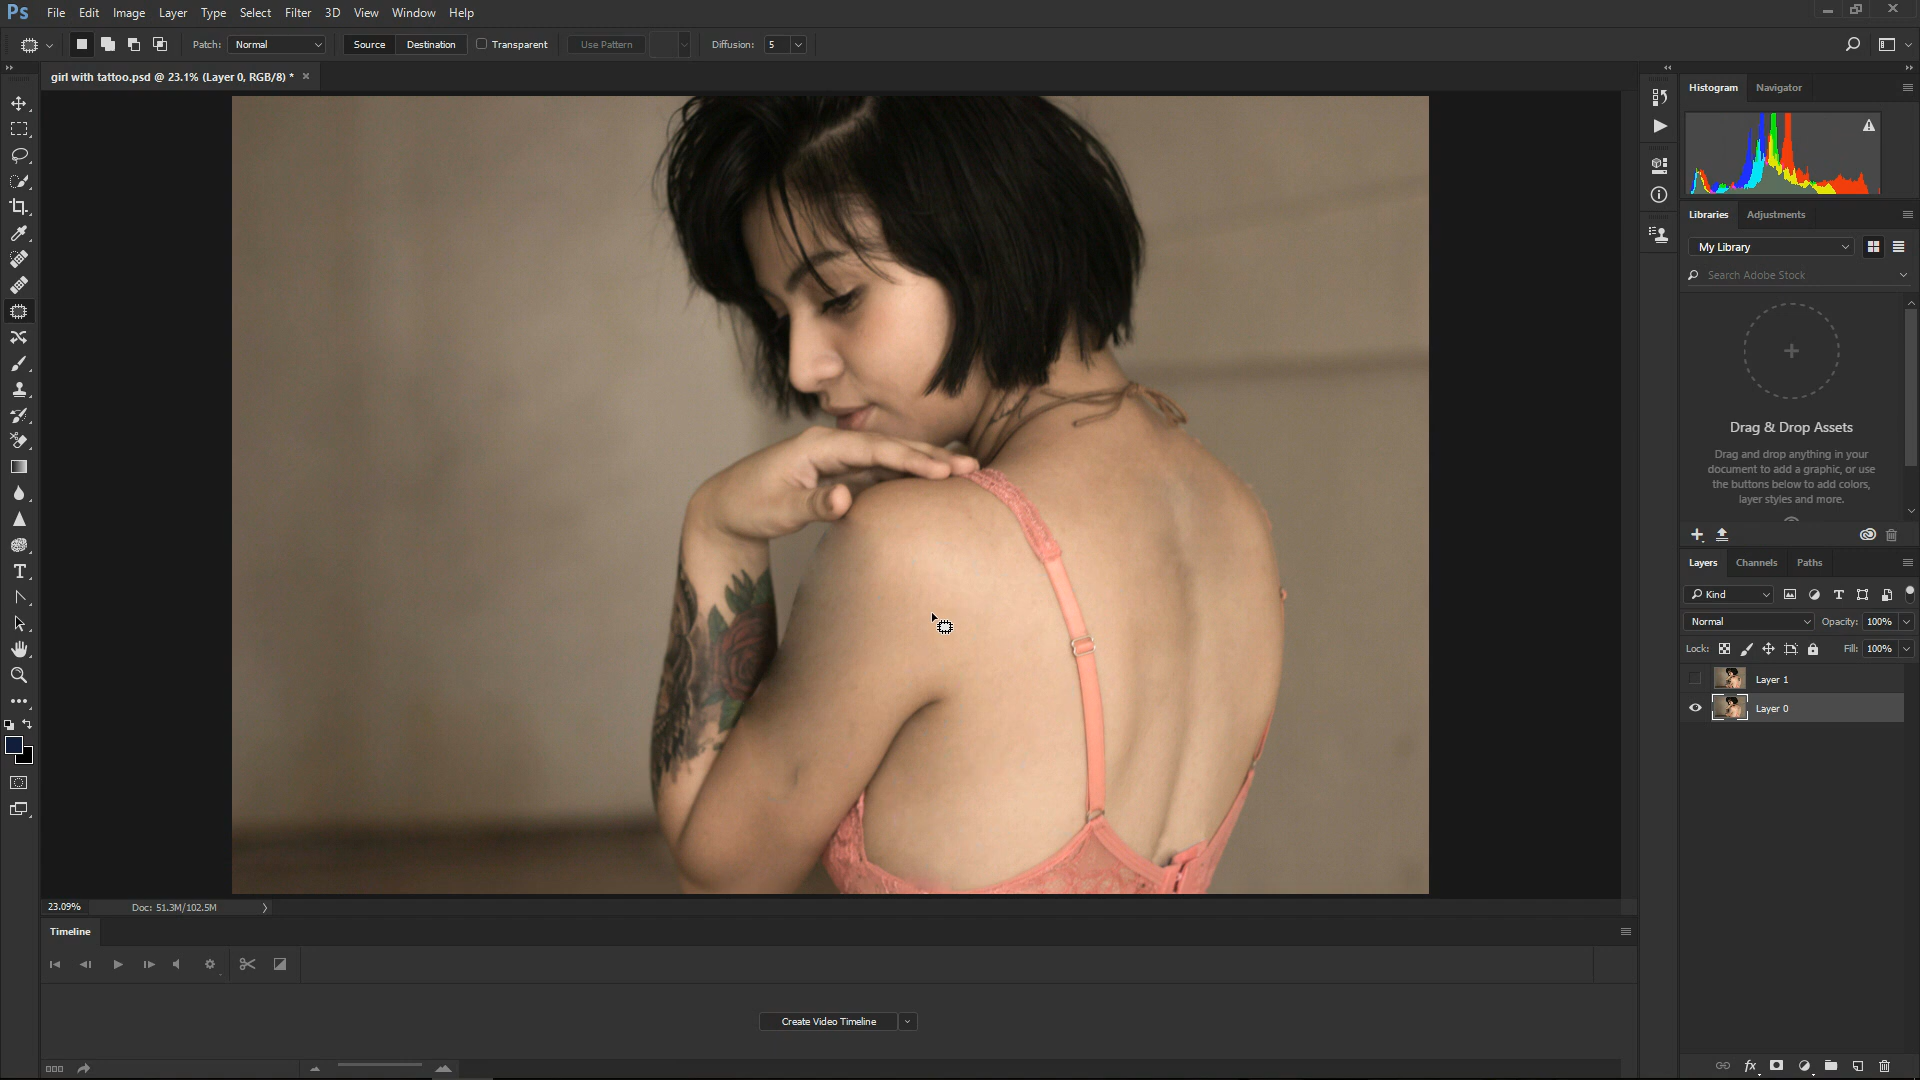 Ps File Edit Image Layer Type Select Filter 3D View Window Help
Patch: Normal Source Destination Transparent Use Pattern Diffusion: 5
girl with tattoo.psd @ 23.1% (Layer 0, RGB/8) * ×
Histogram Navigator
Libraries Adjustments
My Library
Search Adobe Stock
Drag & Drop Assets
Drag and drop anything in your
document to add a graphic, or use
the buttons below to add colors,
layer styles and more.
Layers Channels Paths
Kind
Normal Opacity: 100%
Lock: Fill: 100%
Layer 1
Layer 0
23.09% Doc: 51.3M/102.5M
Timeline
Create Video Timeline